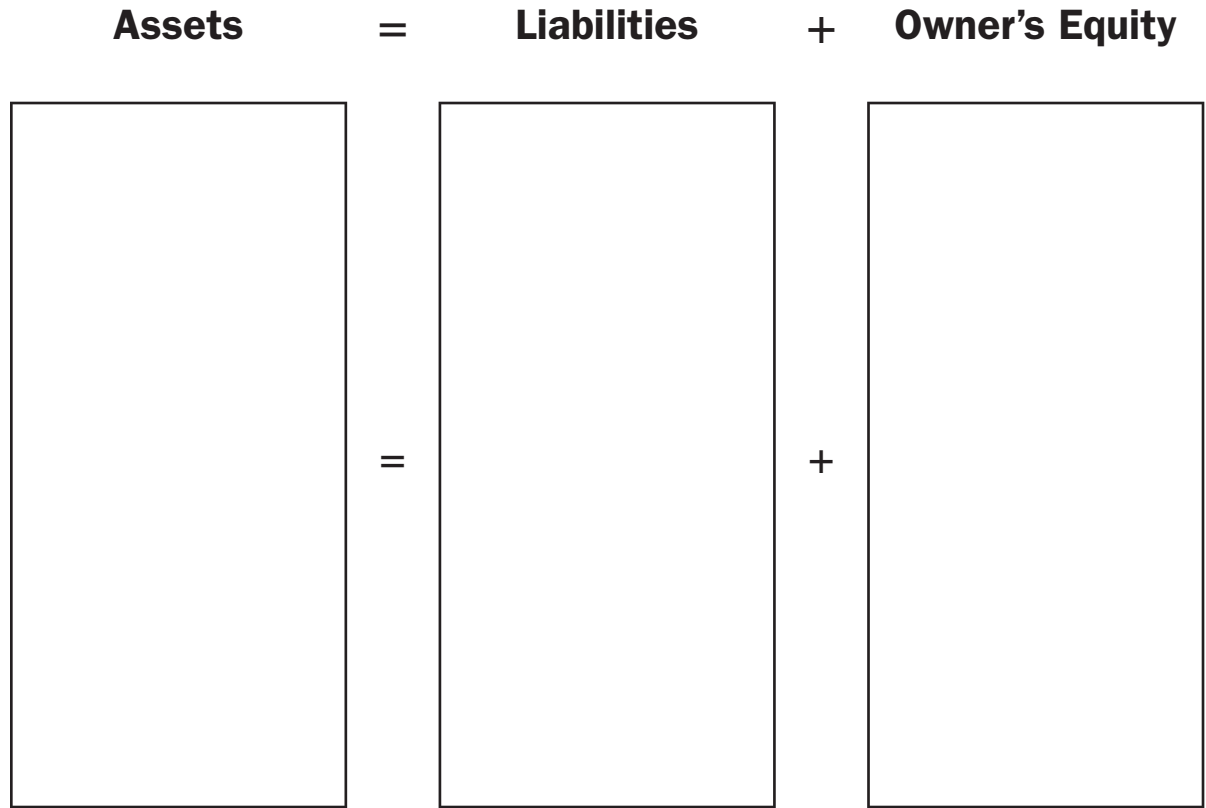 Assets = Liabilities + Owner's Equity
= +